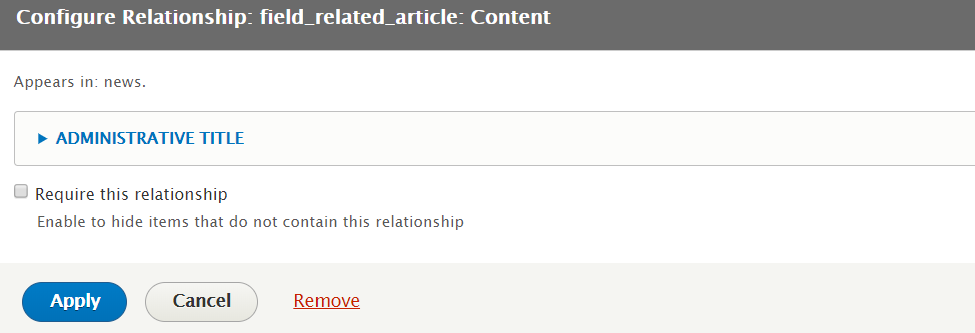 Configure Relationship: field_related_article: Content
Appears in: news.
ADMINISTRATIVE TITLE
Require this relationship
Enable to hide items that do not contain this relationship
Apply Cancel Remove